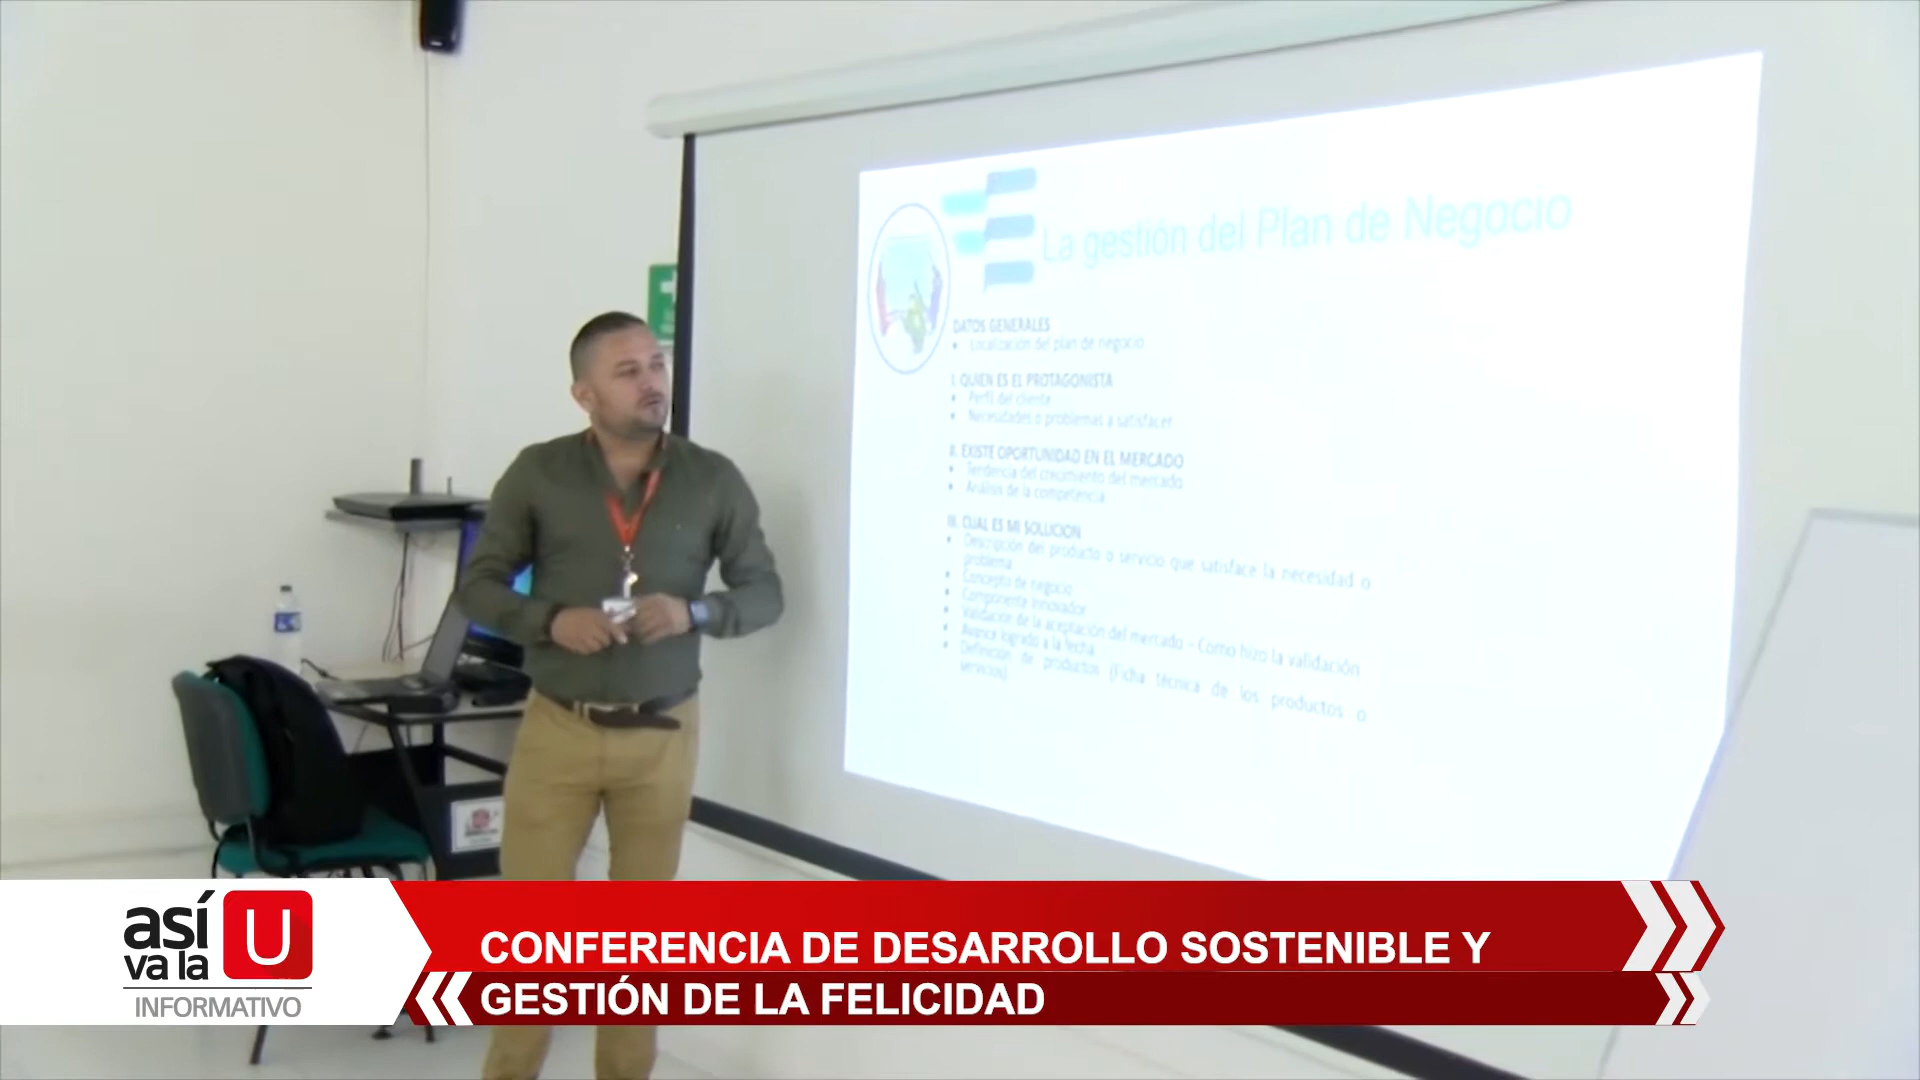 La gestión del Plan de Negocio
DATOS GENERALES
• Localización del plan de negocio
I. QUIEN ES EL PROTAGONISTA
• Perfil del cliente
• Necesidades o problemas a satisfacer
II. EXISTE OPORTUNIDAD EN EL MERCADO
• Tendencia del crecimiento del mercado
• Análisis de la competencia
III. CUAL ES MI SOLUCION
• Descripción del producto o servicio que satisface la necesidad o
problema
• Concepto de negocio
• Componente innovador
• Validación de la aceptación del mercado – Como hizo la validación
• Avance logrado a la fecha
• Definición de productos (Ficha técnica de los productos o
servicios)
así
va la
U
INFORMATIVO
CONFERENCIA DE DESARROLLO SOSTENIBLE Y
GESTIÓN DE LA FELICIDAD